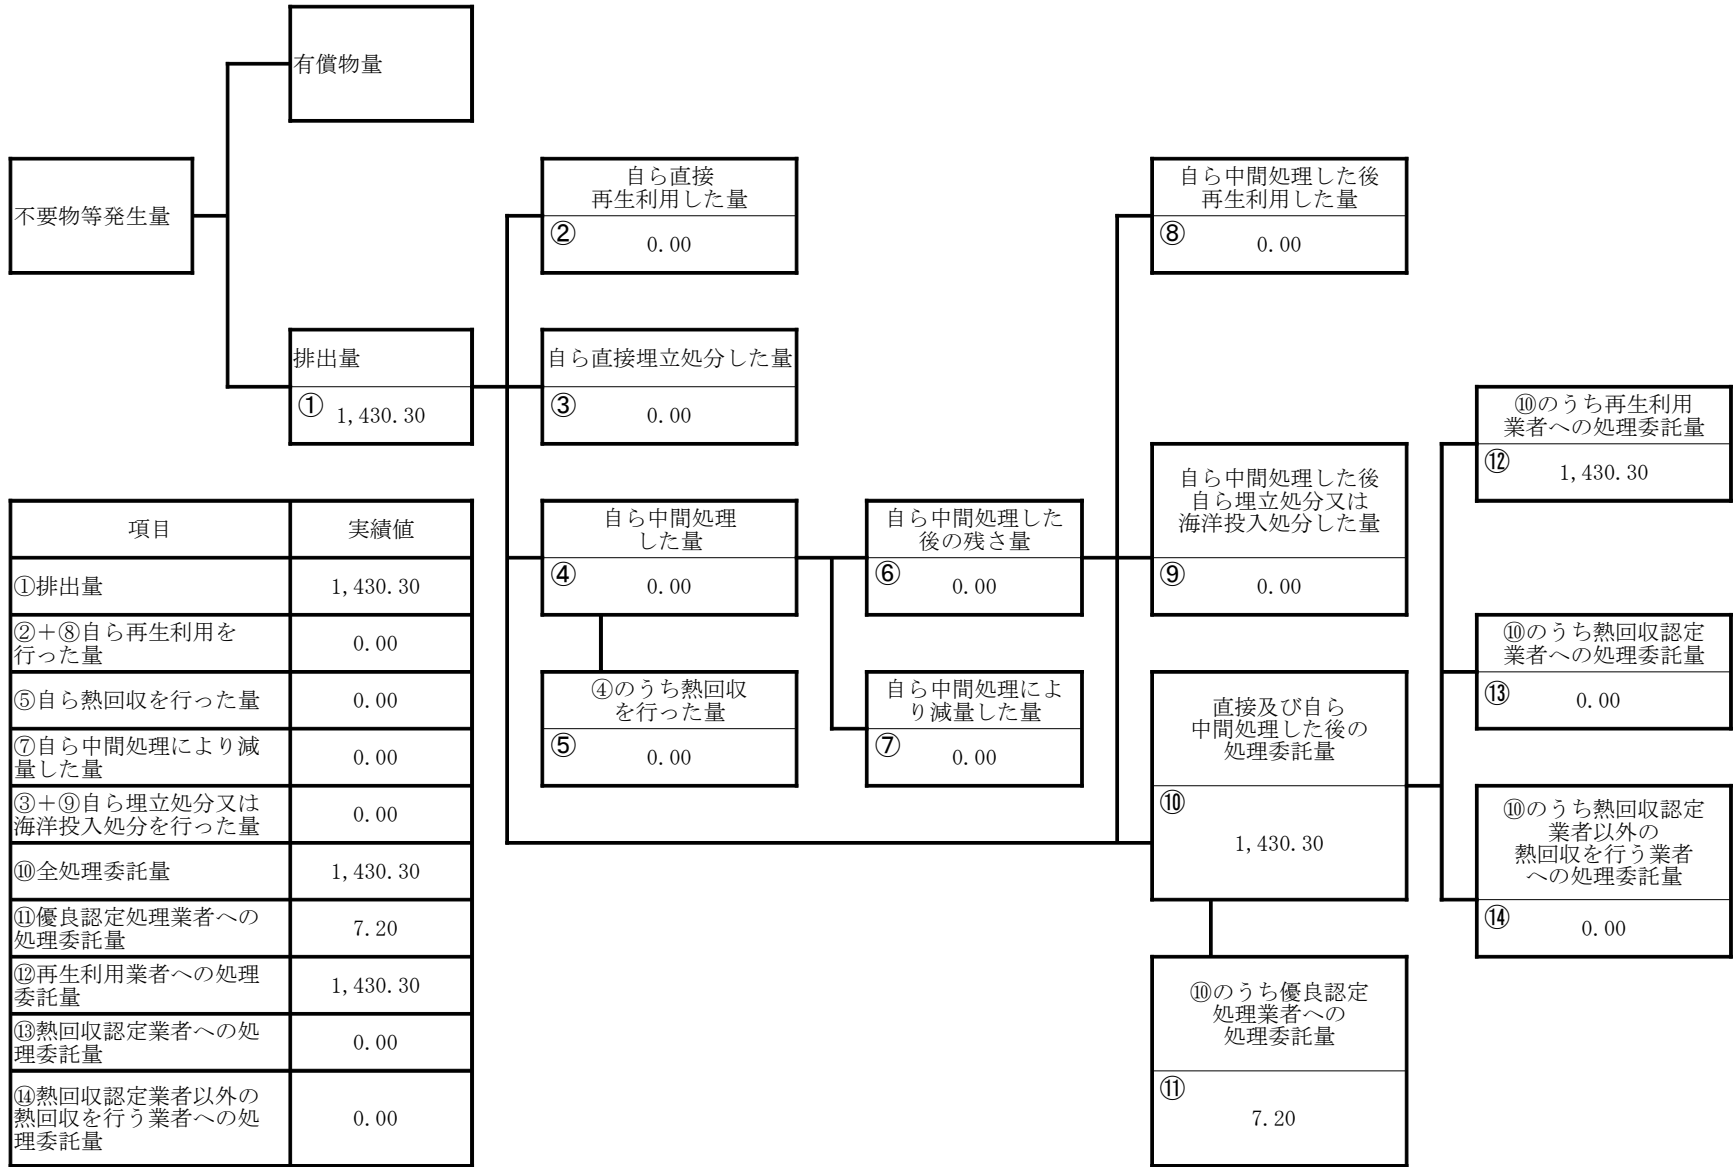 有償物量
不要物等発生量
自ら直接
再生利用した量
②
0.00
自ら中間処理した後
再生利用した量
⑧
0.00
排出量
①
1,430.30
自ら直接埋立処分した量
③
0.00
⑩のうち再生利用
業者への処理委託量
⑫
1,430.30
自ら中間処理
した量
④
0.00
自ら中間処理した
後の残さ量
⑥
0.00
自ら中間処理した後
自ら埋立処分又は
海洋投入処分した量
⑨
0.00
⑩のうち熱回収認定
業者への処理委託量
⑬
0.00
④のうち熱回収
を行った量
⑤
0.00
自ら中間処理によ
り減量した量
⑦
0.00
直接及び自ら
中間処理した後の
処理委託量
⑩
1,430.30
⑩のうち熱回収認定
業者以外の
熱回収を行う業者
への処理委託量
⑭
0.00
⑩のうち優良認定
処理業者への
処理委託量
⑪
7.20
項目 実績値
①排出量 1,430.30
②+⑧自ら再生利用を
行った量 0.00
⑤自ら熱回収を行った量 0.00
⑦自ら中間処理により減
量した量 0.00
③+⑨自ら埋立処分又は
海洋投入処分を行った量 0.00
⑩全処理委託量 1,430.30
⑪優良認定処理業者への
処理委託量 7.20
⑫再生利用業者への処理
委託量 1,430.30
⑬熱回収認定業者への処
理委託量 0.00
⑭熱回収認定業者以外の
熱回収を行う業者への処
理委託量 0.00